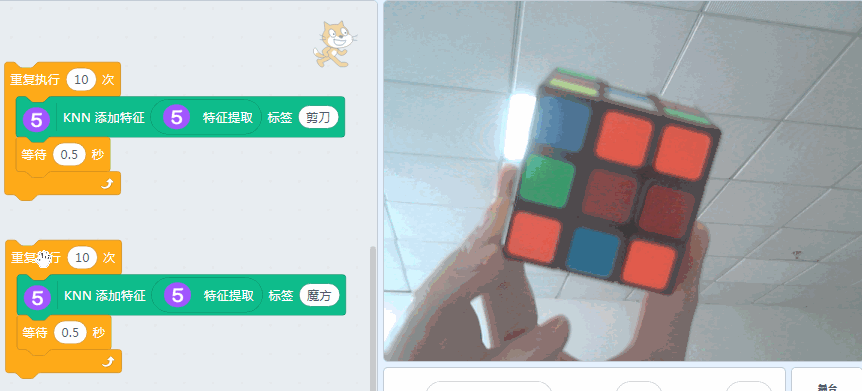 重复执行 10 次
5 KNN 添加特征 5 特征提取 标签 剪刀
等待 0.5 秒
重复执行 10 次
5 KNN 添加特征 5 特征提取 标签 魔方
等待 0.5 秒
舞台